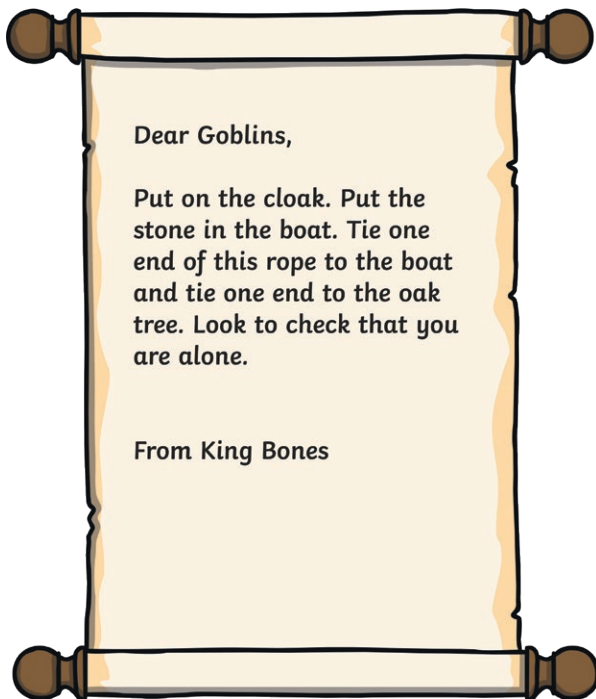 Dear Goblins,
Put on the cloak. Put the
stone in the boat. Tie one
end of this rope to the boat
and tie one end to the oak
tree. Look to check that you
are alone.
From King Bones